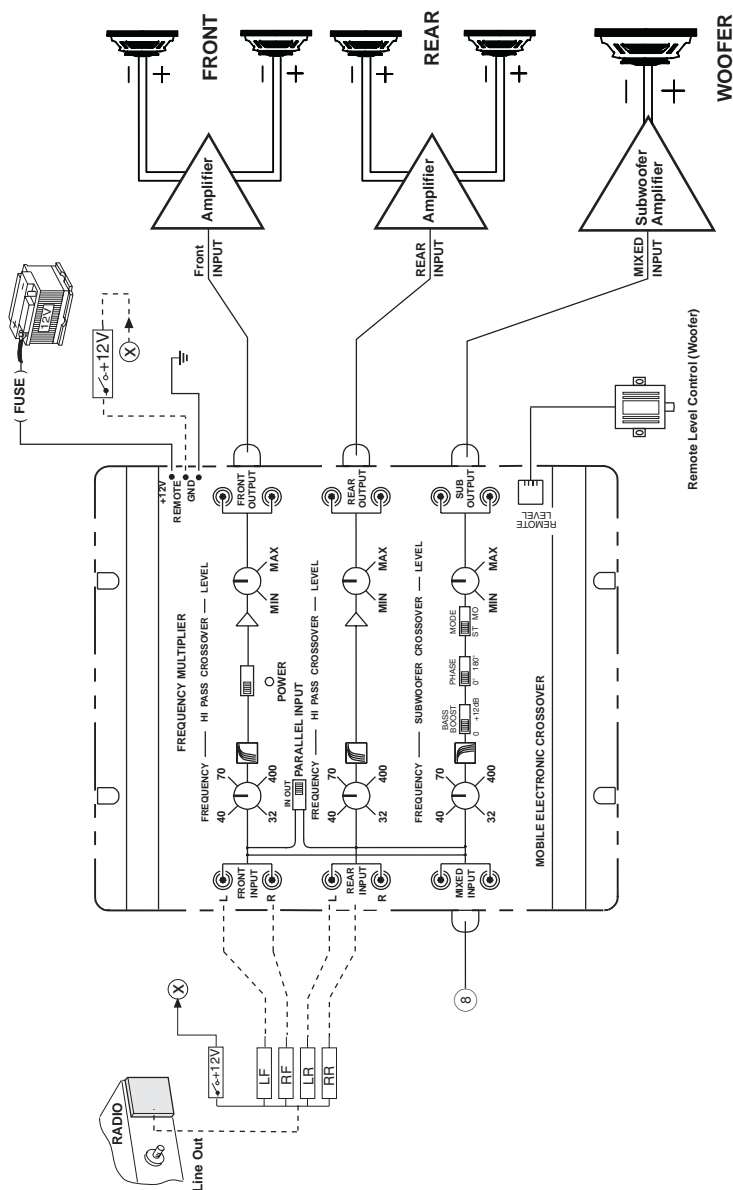 RADIO
Line Out
+12V
X
LF
RF
LR
RR
8
L
FRONT
INPUT
R
L
REAR
INPUT
R
MIXED
INPUT
FREQUENCY MULTIPLIER
FREQUENCY
HI PASS CROSSOVER
LEVEL
40
70
32
400
POWER
MIN
MAX
FRONT
OUTPUT
IN OUT
PARALLEL INPUT
FREQUENCY
HI PASS CROSSOVER
LEVEL
40
70
32
400
MIN
MAX
REAR
OUTPUT
FREQUENCY
SUBWOOFER CROSSOVER
LEVEL
40
70
32
400
BASS
BOOST
0 +12dB
PHASE
0° 180°
MODE
ST MO
MIN
MAX
SUB
OUTPUT
MOBILE ELECTRONIC CROSSOVER
REMOTE
LEVEL
+12V
REMOTE
GND
( FUSE )
12V
+12V
X
Remote Level Control (Woofer)
Front
INPUT
Amplifier
– +
– +
FRONT
REAR
INPUT
Amplifier
– +
– +
REAR
MIXED
INPUT
Subwoofer
Amplifier
– +
WOOFER